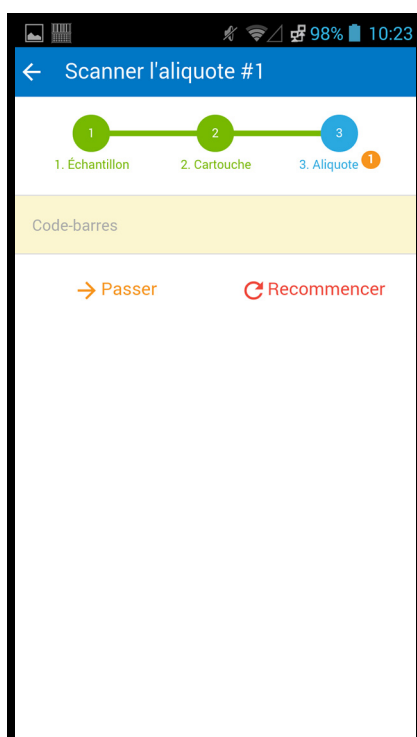 98% 10:23
Scanner l'aliquote #1
1 2 3
1. Échantillon 2. Cartouche 3. Aliquote 1
Code-barres
Passer Recommencer